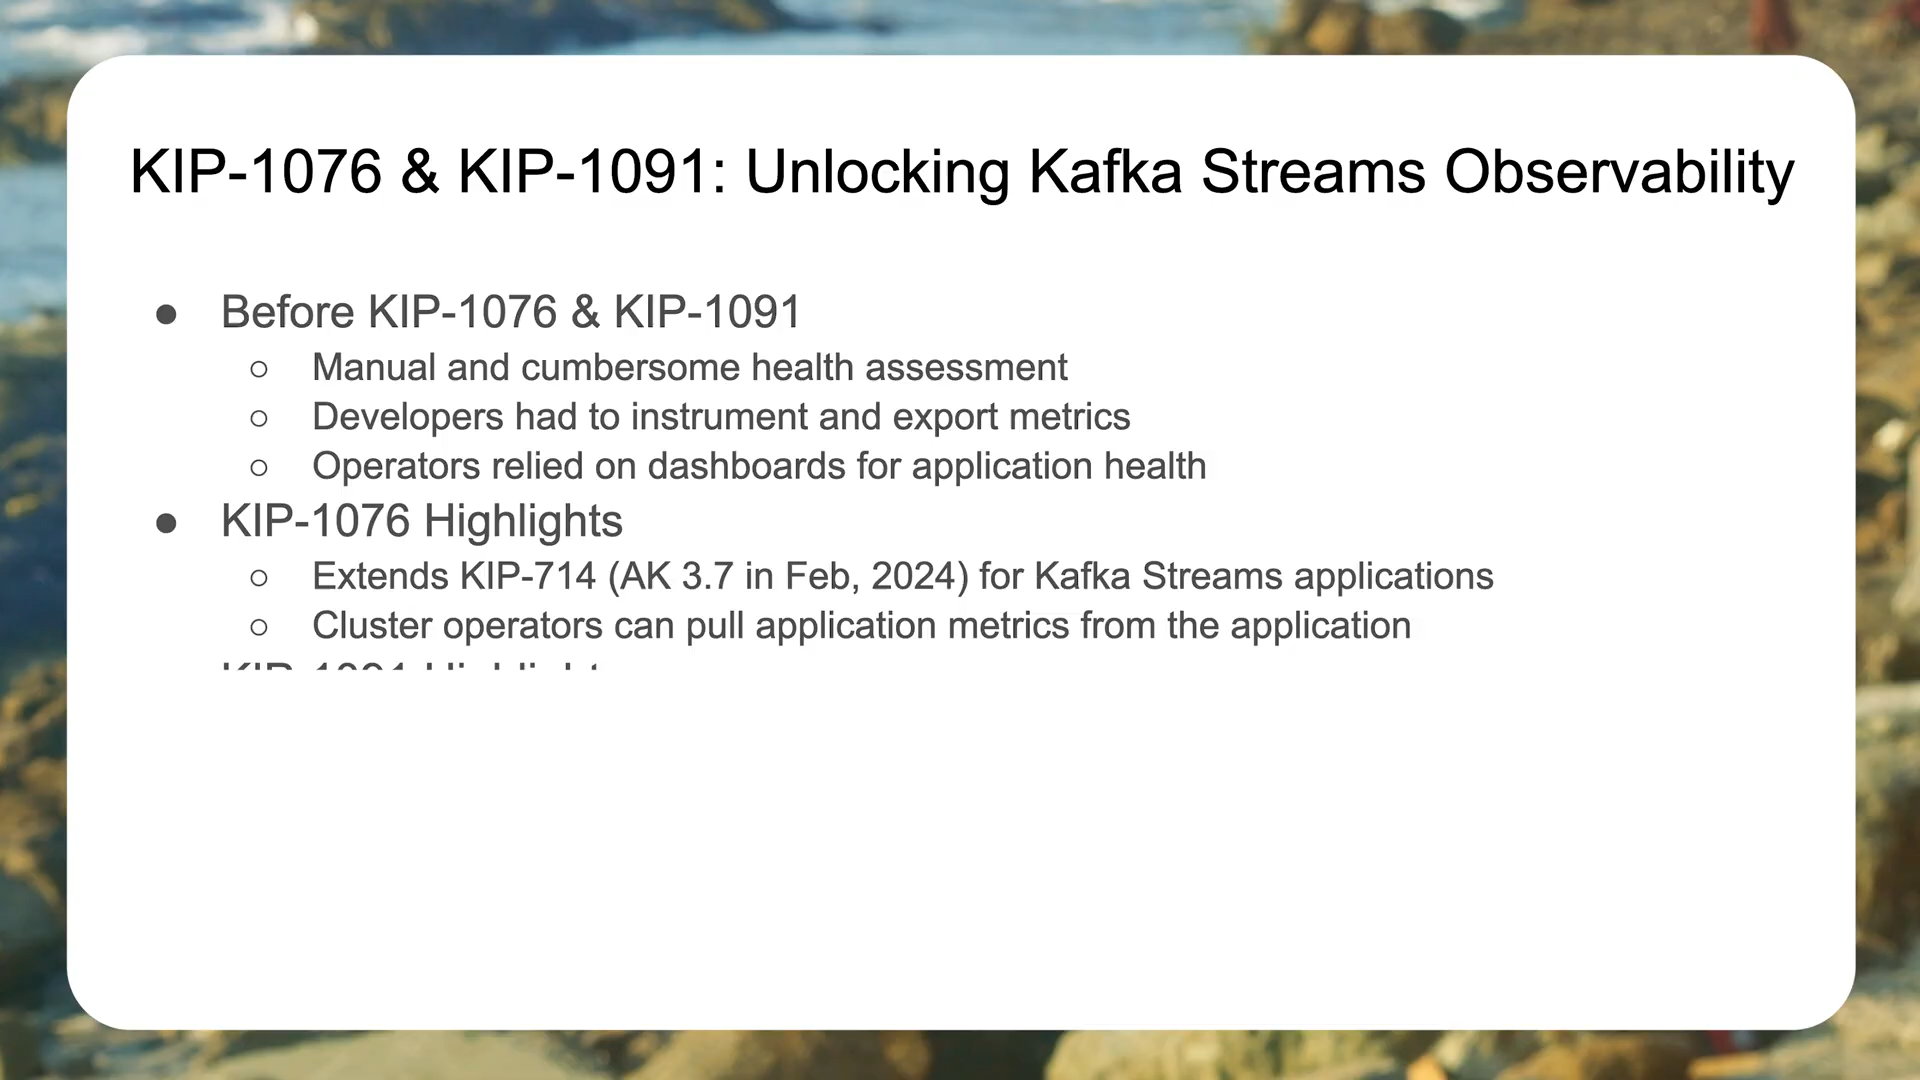 KIP-1076 & KIP-1091: Unlocking Kafka Streams Observability
● Before KIP-1076 & KIP-1091
○ Manual and cumbersome health assessment
○ Developers had to instrument and export metrics
○ Operators relied on dashboards for application health
● KIP-1076 Highlights
○ Extends KIP-714 (AK 3.7 in Feb, 2024) for Kafka Streams applications
○ Cluster operators can pull application metrics from the application